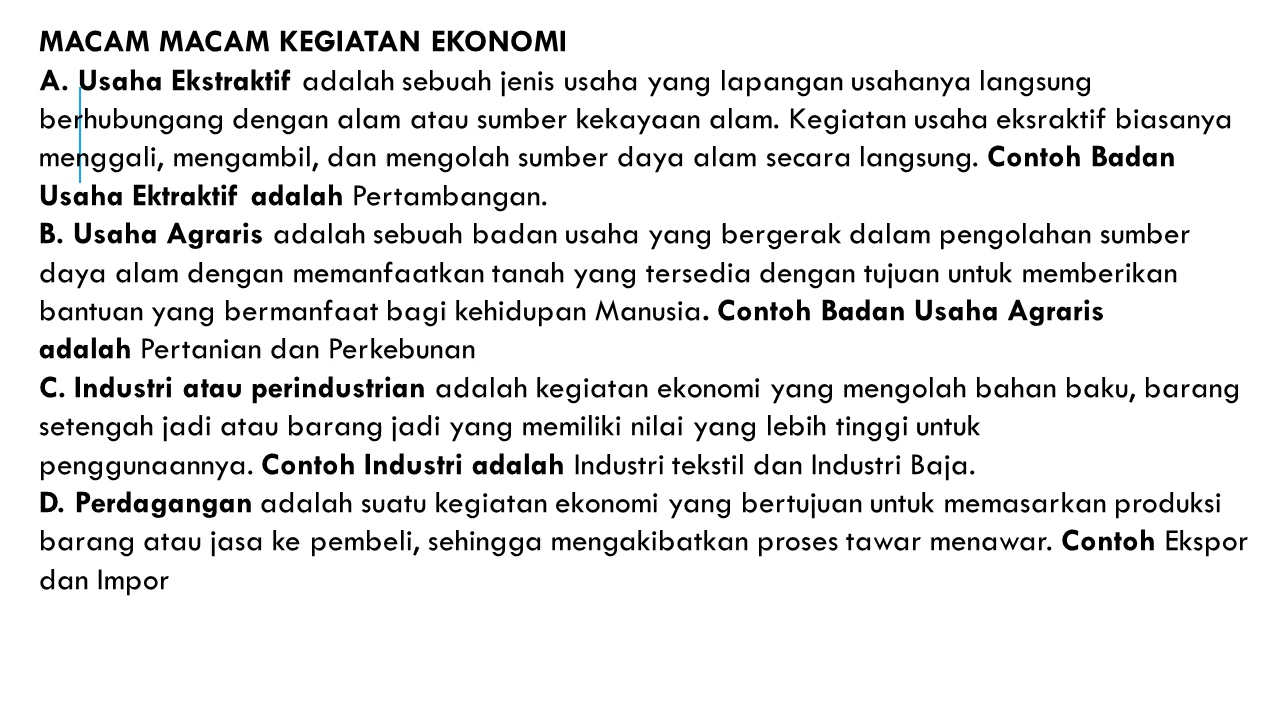 MACAM MACAM KEGIATAN EKONOMI
A. Usaha Ekstraktif adalah sebuah jenis usaha yang lapangan usahanya langsung
berhubungang dengan alam atau sumber kekayaan alam. Kegiatan usaha eksraktif biasanya
menggali, mengambil, dan mengolah sumber daya alam secara langsung. Contoh Badan
Usaha Ektraktif adalah Pertambangan.
B. Usaha Agraris adalah sebuah badan usaha yang bergerak dalam pengolahan sumber
daya alam dengan memanfaatkan tanah yang tersedia dengan tujuan untuk memberikan
bantuan yang bermanfaat bagi kehidupan Manusia. Contoh Badan Usaha Agraris
adalah Pertanian dan Perkebunan
C. Industri atau perindustrian adalah kegiatan ekonomi yang mengolah bahan baku, barang
setengah jadi atau barang jadi yang memiliki nilai yang lebih tinggi untuk
penggunaannya. Contoh Industri adalah Industri tekstil dan Industri Baja.
D. Perdagangan adalah suatu kegiatan ekonomi yang bertujuan untuk memasarkan produksi
barang atau jasa ke pembeli, sehingga mengakibatkan proses tawar menawar. Contoh Ekspor
dan Impor